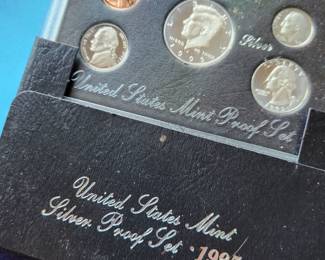 Silver
United States Mint Proof Set
United States Mint
Silver Proof Set